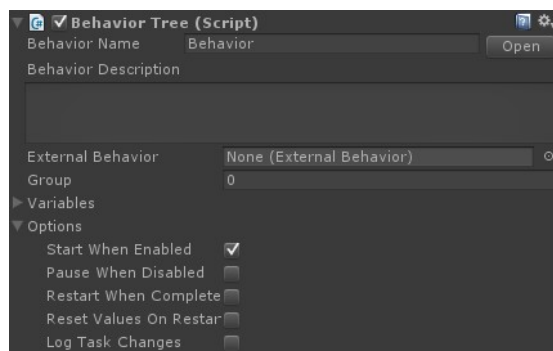 Behavior Tree (Script)
Behavior Name Behavior Open
Behavior Description
External Behavior None (External Behavior)
Group 0
Variables
Options
Start When Enabled
Pause When Disabled
Restart When Complete
Reset Values On Restar
Log Task Changes